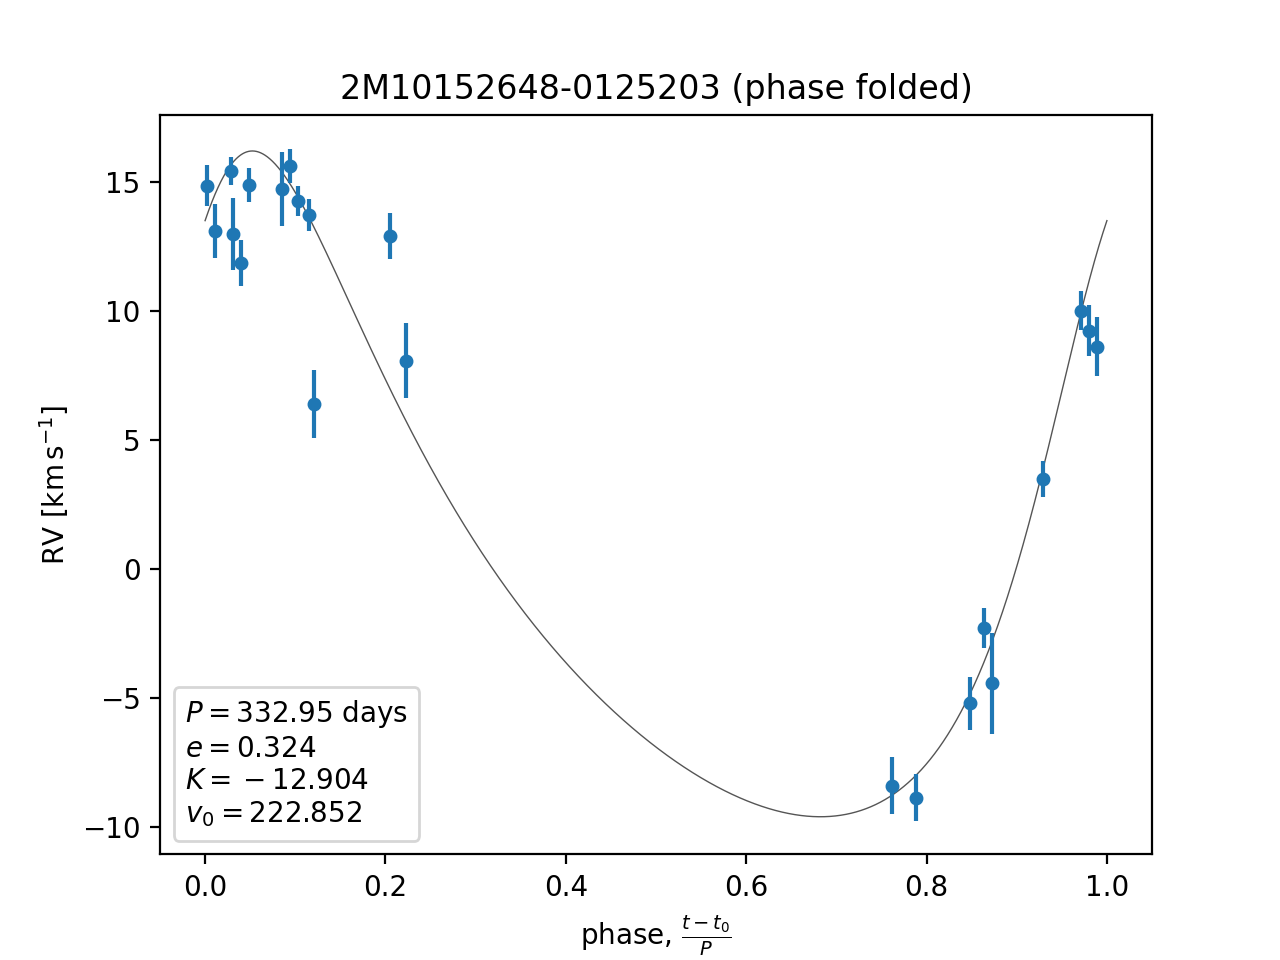 2M10152648-0125203 (phase folded)
RV [km s⁻¹]
15
10
5
0
−5
−10
P = 332.95 days
e = 0.324
K = −12.904
v₀ = 222.852
0.0 0.2 0.4 0.6 0.8 1.0
phase, (t − t₀)/P